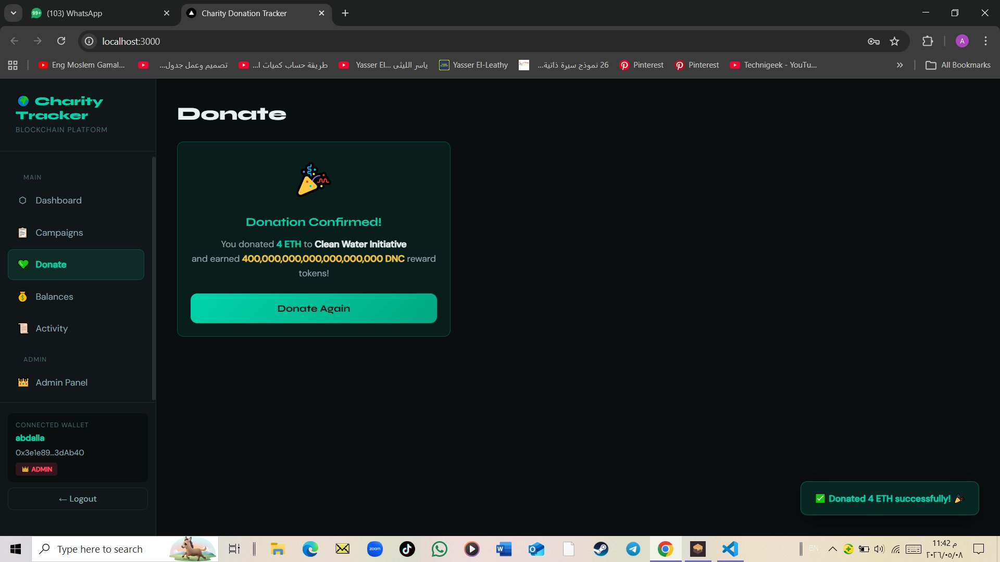 (103) WhatsApp
Charity Donation Tracker
localhost:3000
A
Eng Moslem Gamal...
تصميم وعمل جدول...
طريقة حساب كميات ا...
ياسر الليثى ...Yasser El
Yasser El-Leathy
26 نموذج سيرة ذاتية...
Pinterest
Pinterest
Technigeek - YouTu...
All Bookmarks
Charity
Tracker
BLOCKCHAIN PLATFORM
MAIN
Dashboard
Campaigns
Donate
Balances
Activity
ADMIN
Admin Panel
CONNECTED WALLET
abdalla
0x3e1e89...3dAb40
ADMIN
← Logout
Donate
Donation Confirmed!
You donated 4 ETH to Clean Water Initiative
and earned 400,000,000,000,000,000,000 DNC reward
tokens!
Donate Again
Donated 4 ETH successfully!
Type here to search
zoom
EN
11:42 م
٢٠٢٦/٠٥/٠٨